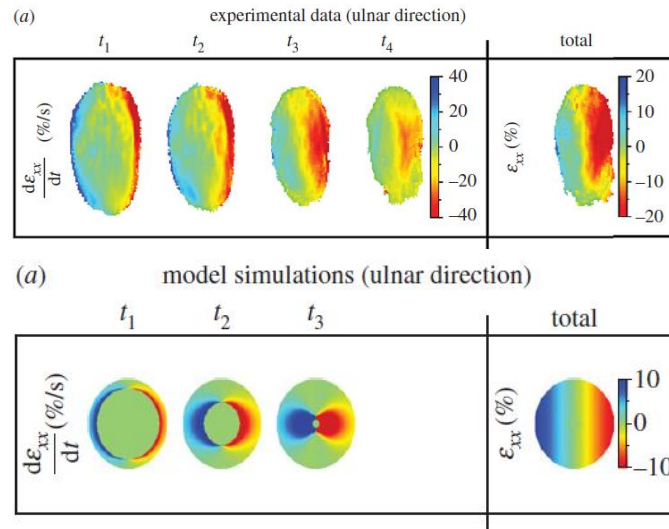 (a) experimental data (ulnar direction)
t1 t2 t3 t4 total
dεxx/dt (%/s)
40
20
0
−20
−40
εxx (%)
20
10
0
−10
−20
(a) model simulations (ulnar direction)
t1 t2 t3 total
dεxx/dt (%/s)
εxx (%)
10
0
−10